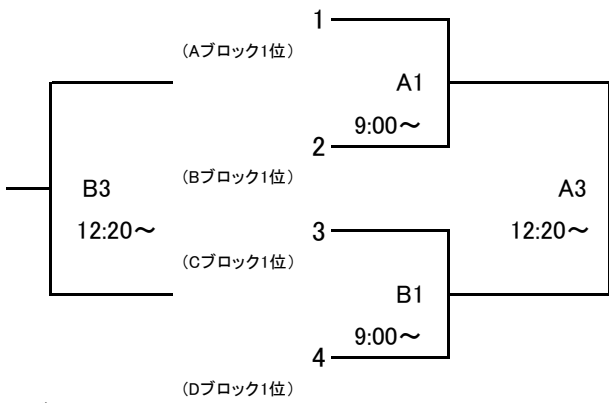 1
(Aブロック1位)
A1
9:00～
2
(Bブロック1位)
B3
12:20～
A3
12:20～
3
(Cブロック1位)
B1
9:00～
4
(Dブロック1位)